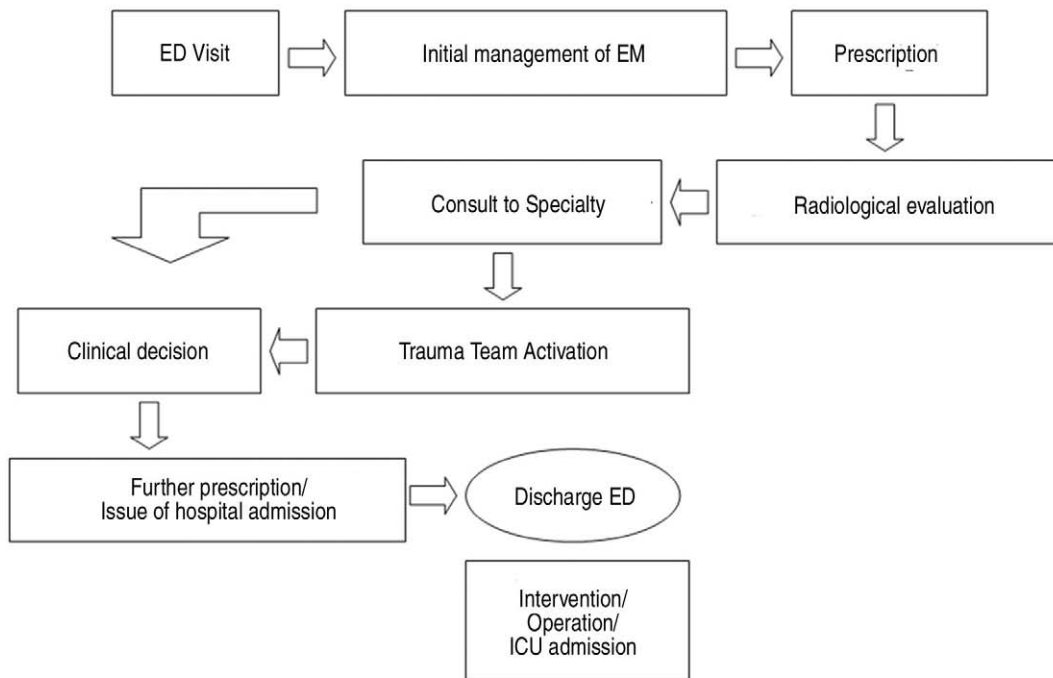 ED Visit
Initial management of EM
Prescription
Consult to Specialty
Radiological evaluation
Clinical decision
Trauma Team Activation
Further prescription/
Issue of hospital admission
Discharge ED
Intervention/
Operation/
ICU admission